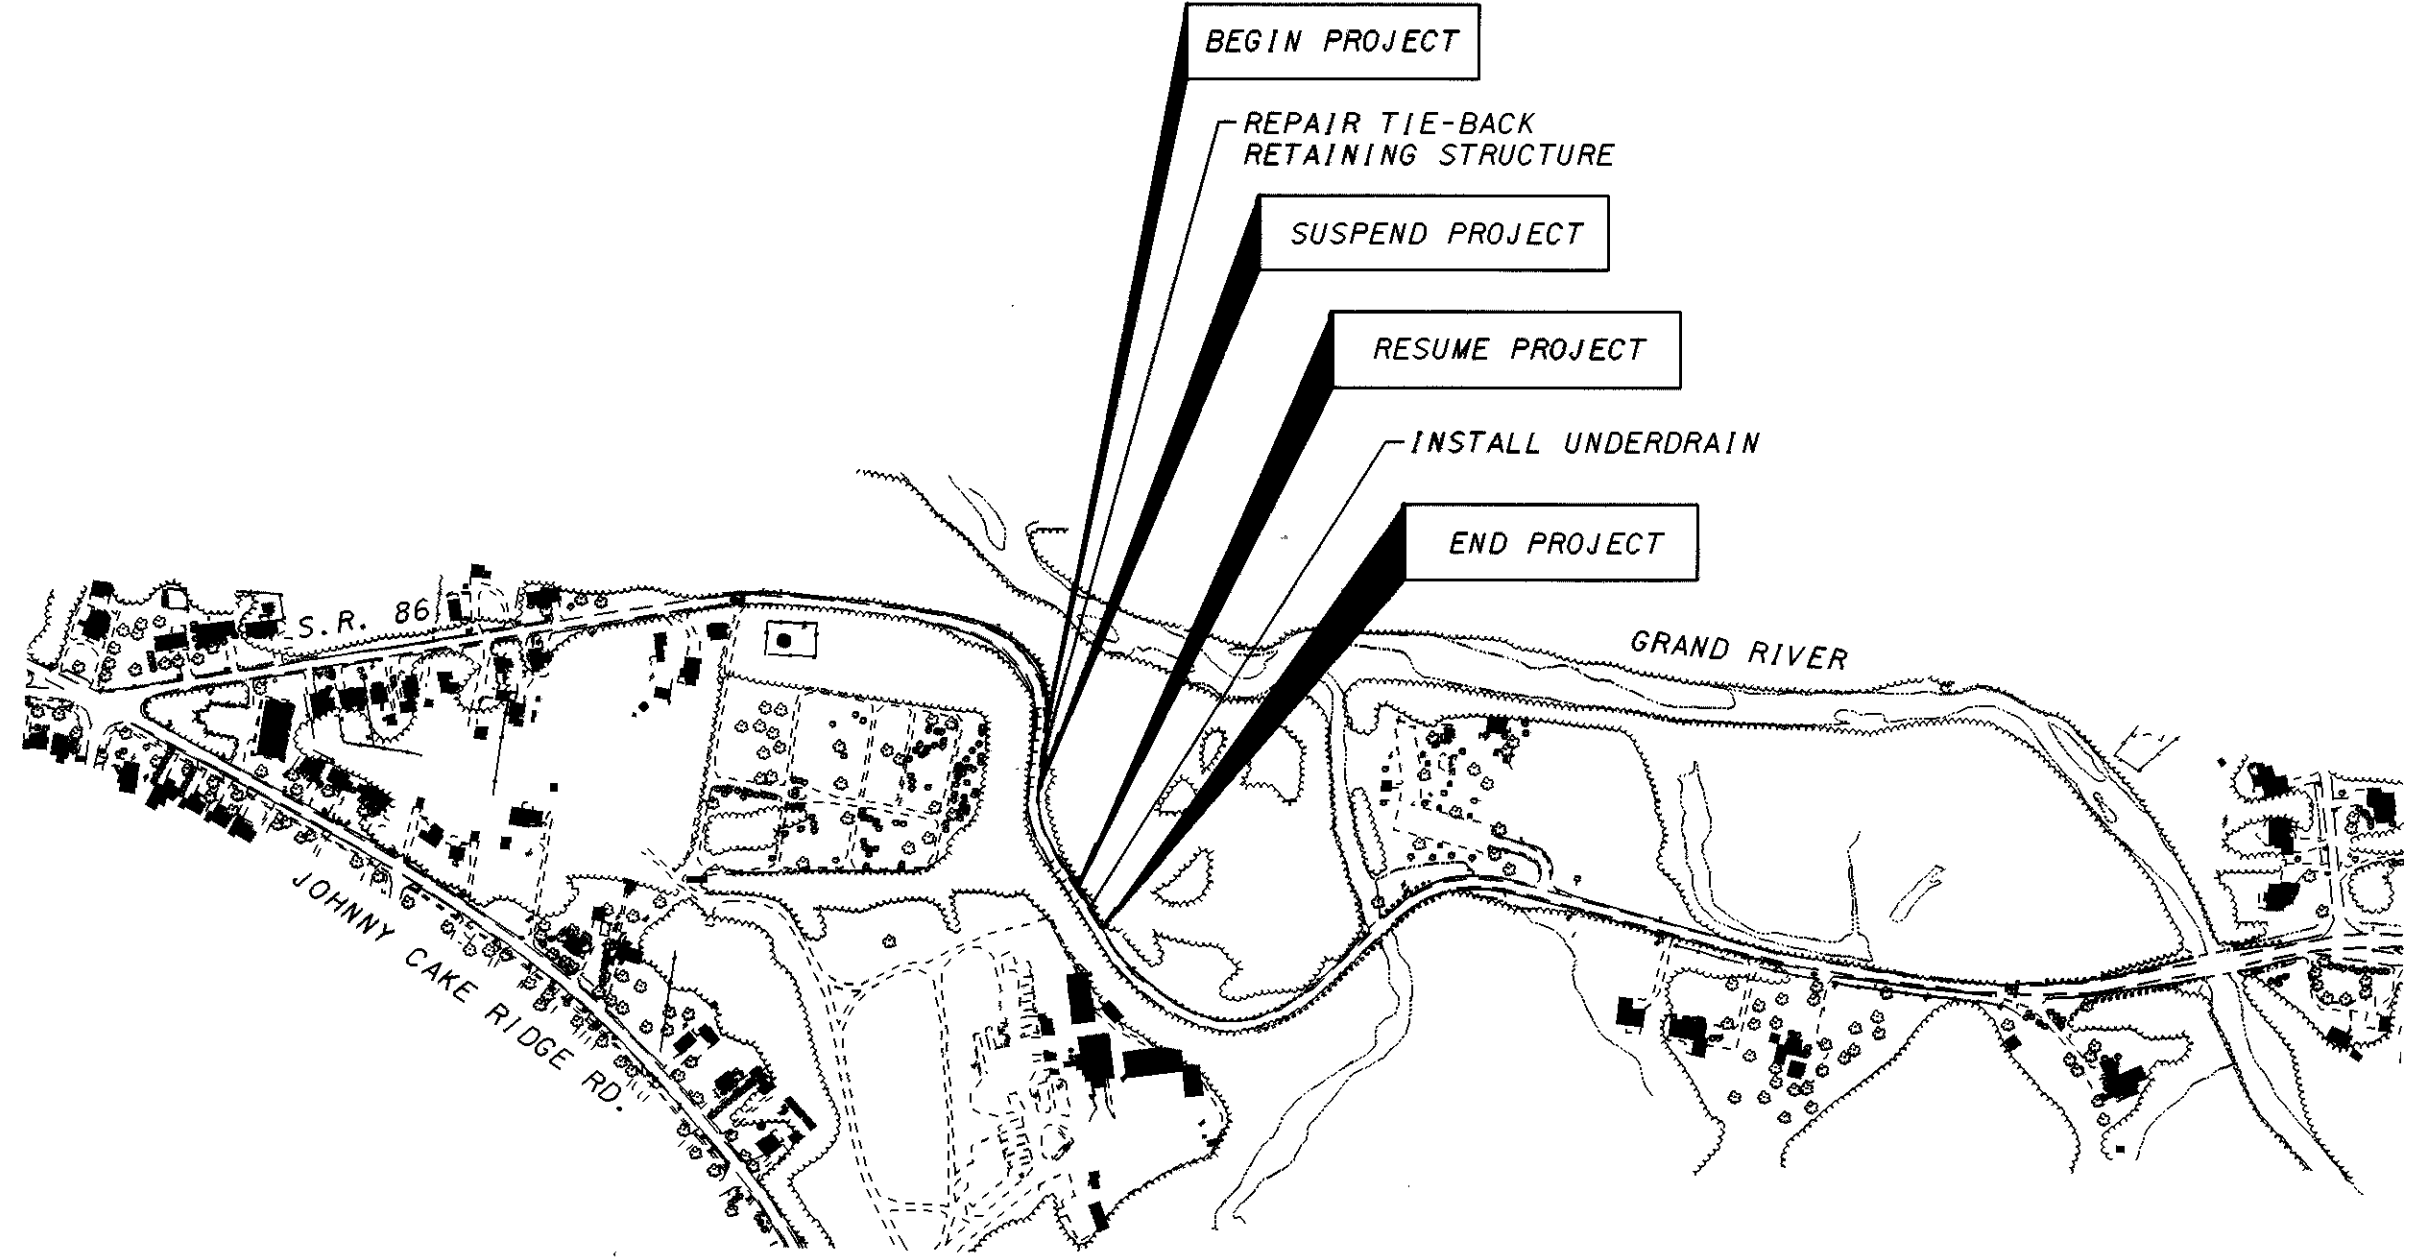 BEGIN PROJECT
REPAIR TIE-BACK
RETAINING STRUCTURE
SUSPEND PROJECT
RESUME PROJECT
INSTALL UNDERDRAIN
END PROJECT
S.R. 86
GRAND RIVER
JOHNNY CAKE RIDGE RD.